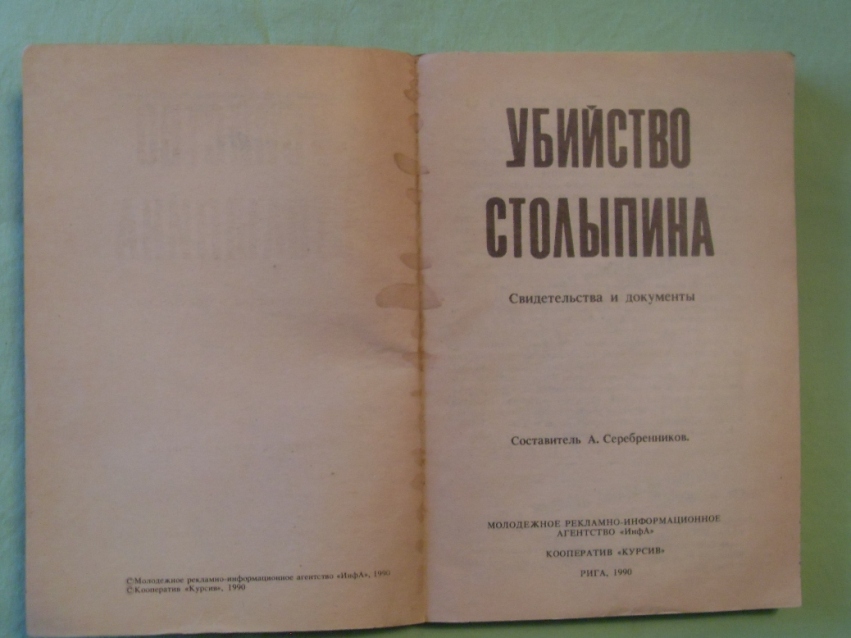 ©Молодежное рекламно-информационное агентство «ИнфА», 1990
©Кооператив «Курсив», 1990
УБИЙСТВО
СТОЛЫПИНА
Свидетельства и документы
Составитель А. Серебренников.
МОЛОДЕЖНОЕ РЕКЛАМНО-ИНФОРМАЦИОННОЕ
АГЕНТСТВО «ИнфА»
КООПЕРАТИВ «КУРСИВ»
РИГА, 1990